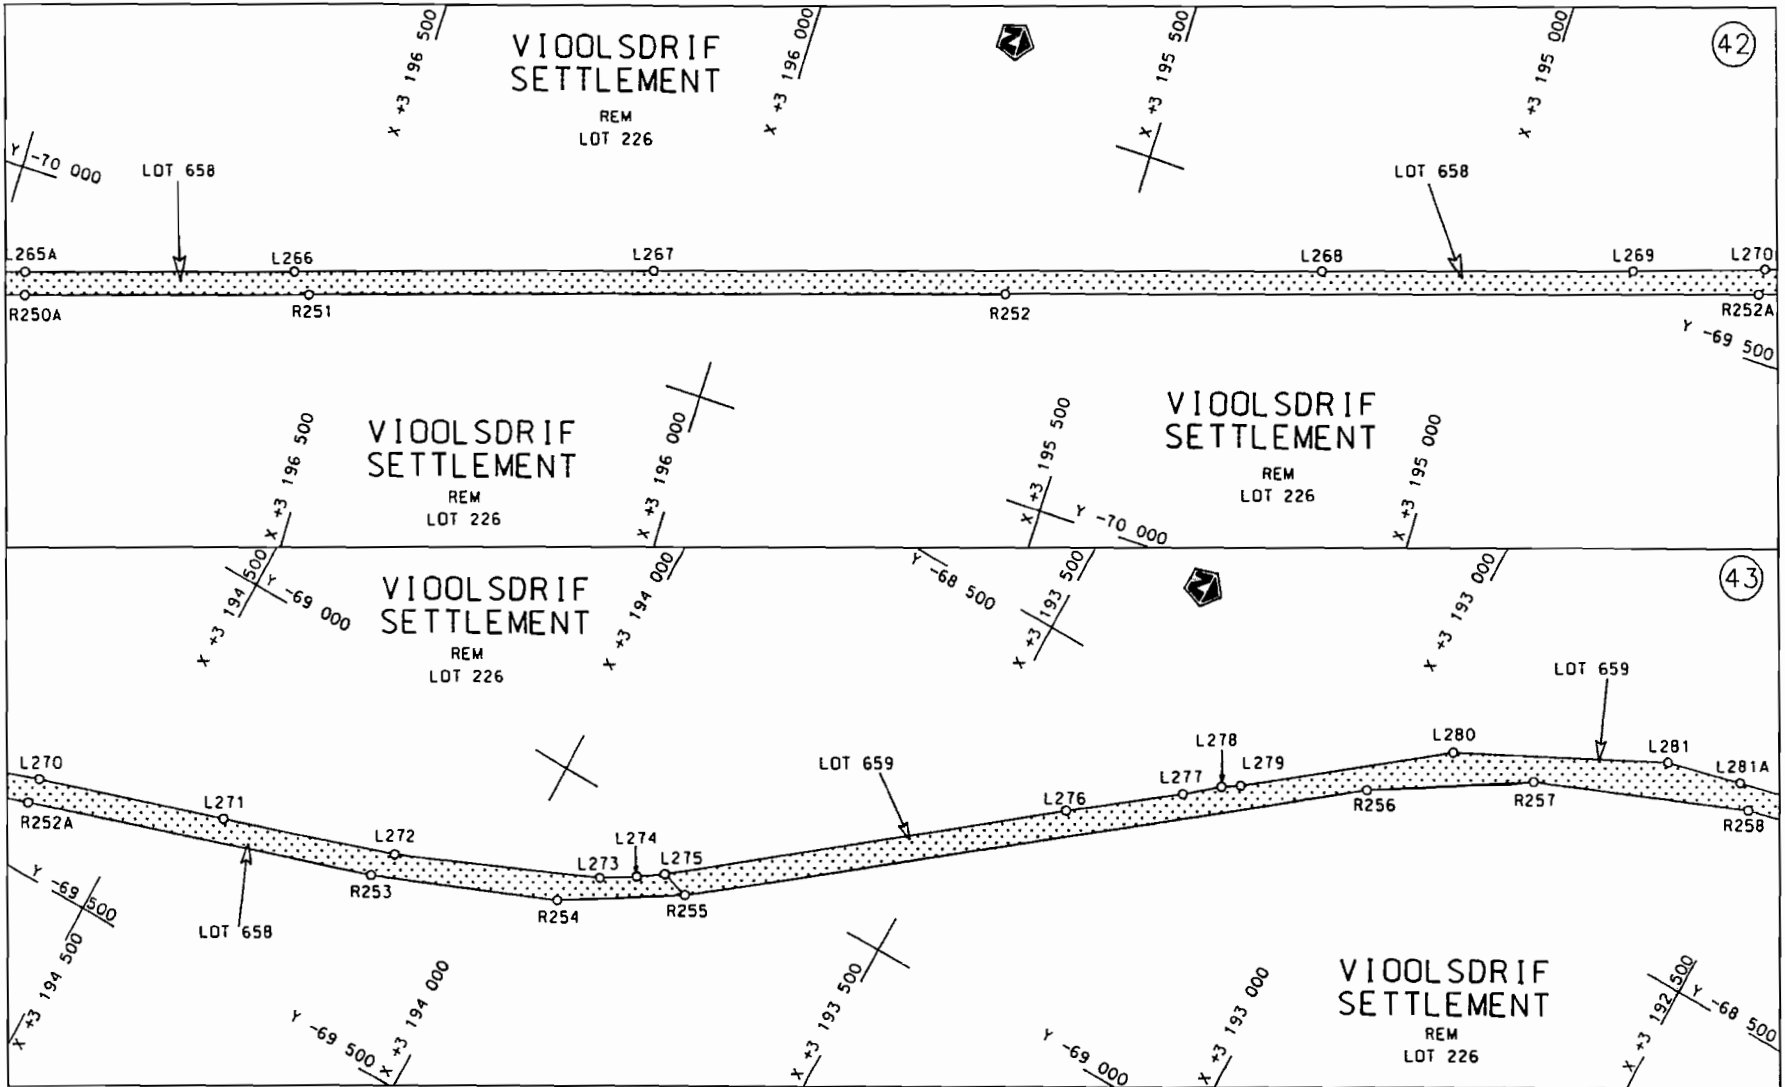 X +3 196 500
VIOOLSDRIF
SETTLEMENT
REM
LOT 226
X +3 196 000
N
X +3 195 500
X +3 195 000
42
Y -70 000
LOT 658
LOT 658
L265A
L266
L267
L268
L269
L270
R250A
R251
R252
R252A
Y -69 500
X +3 196 500
VIOOLSDRIF
SETTLEMENT
REM
LOT 226
X +3 196 000
X +3 195 500
Y -70 000
VIOOLSDRIF
SETTLEMENT
REM
LOT 226
X +3 195 000
X +3 194 500
Y -69 000
VIOOLSDRIF
SETTLEMENT
REM
LOT 226
X +3 194 000
Y -68 500
X +3 193 500
N
X +3 193 000
43
LOT 659
L270
L271
L272
L273
L274
L275
LOT 659
L276
L277
L278
L279
L280
L281
L281A
R252A
R253
R254
R255
R256
R257
R258
LOT 658
Y -69 500
X +3 194 500
Y -69 500
X +3 194 000
X +3 193 500
Y -69 000
X +3 193 000
VIOOLSDRIF
SETTLEMENT
REM
LOT 226
X +3 192 500
Y -68 500